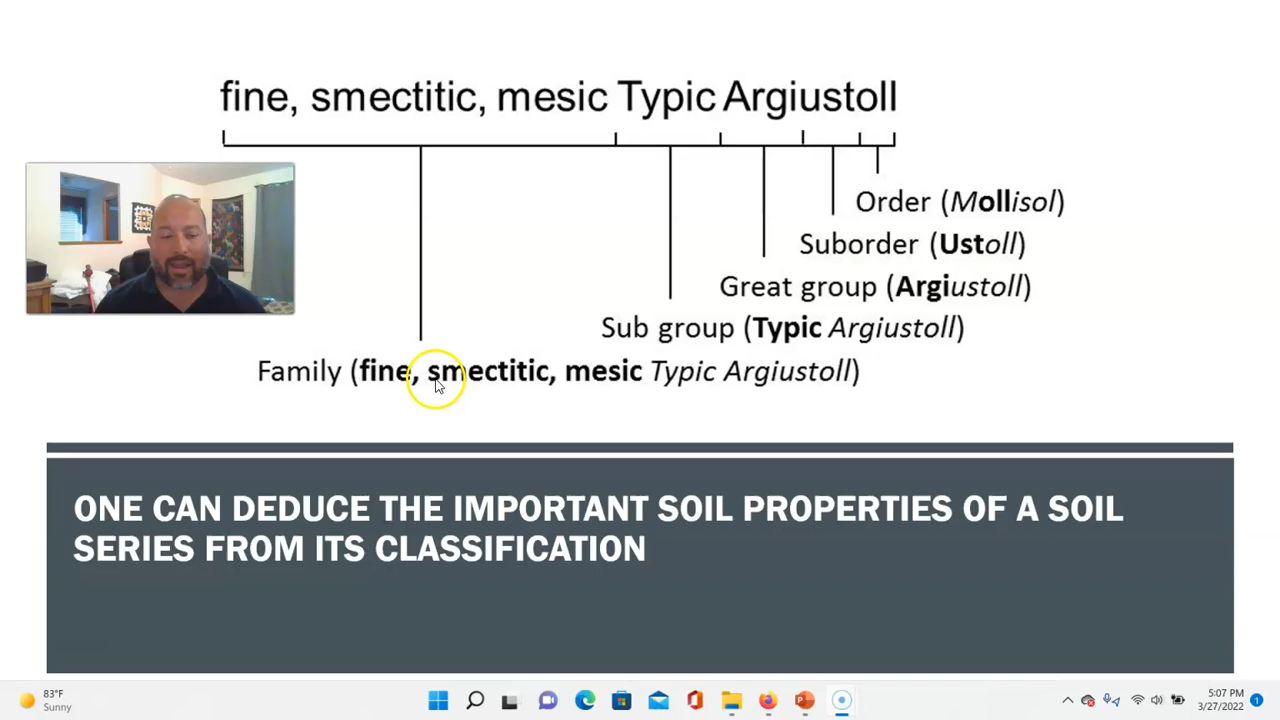 fine, smectitic, mesic Typic Argiustoll
Order (Mollisol)
Suborder (Ustoll)
Great group (Argiustoll)
Sub group (Typic Argiustoll)
Family (fine, smectitic, mesic Typic Argiustoll)
ONE CAN DEDUCE THE IMPORTANT SOIL PROPERTIES OF A SOIL
SERIES FROM ITS CLASSIFICATION
83°F
Sunny
5:07 PM
3/27/2022
1